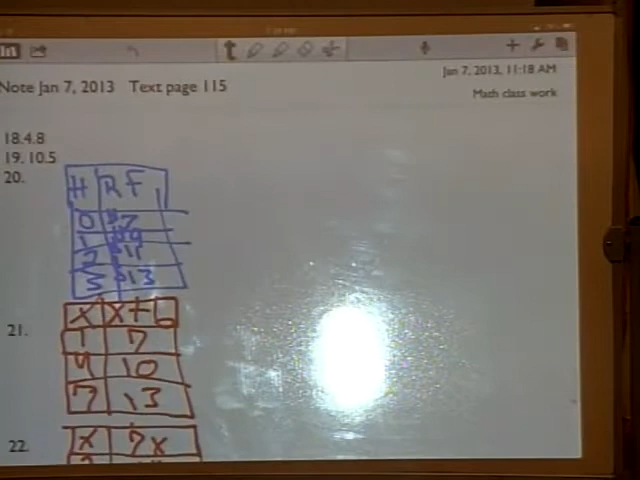 Note Jan 7, 2013 Text page 115
Jan 7, 2013, 11:18 AM
Math class work
18.4.8
19. 10.5
20.
H RF
0 7
1
2 11
3 13
21.
x x+6
1 7
4 10
7 13
22.
x 7x